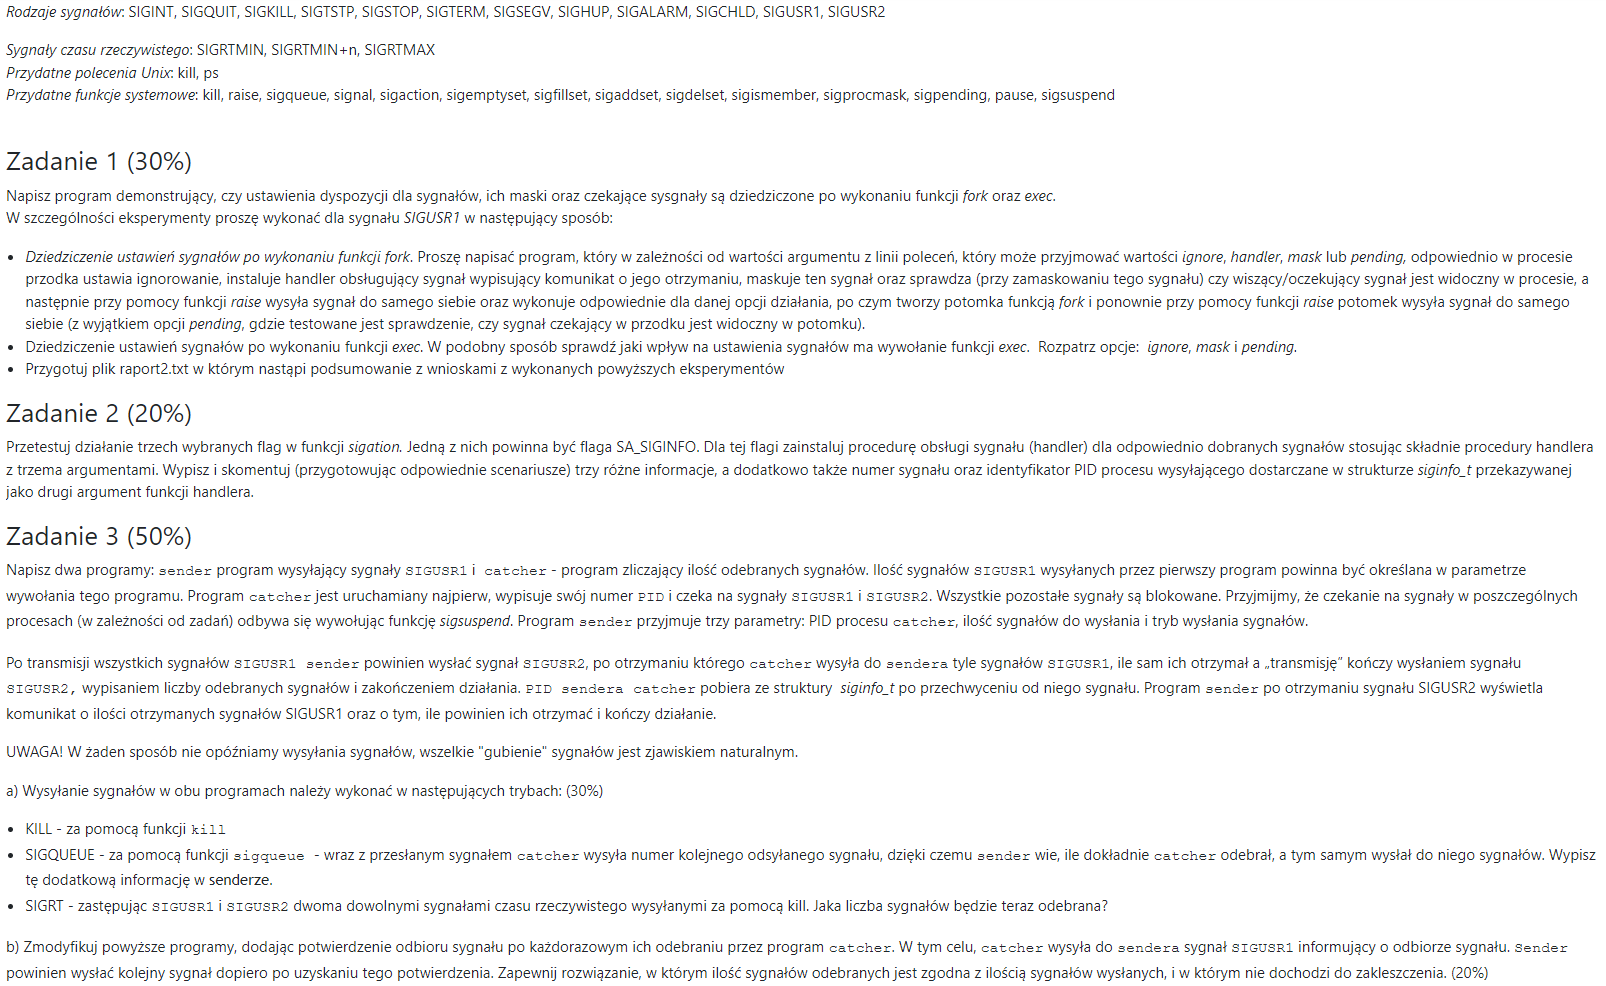 Rodzaje sygnałów: SIGINT, SIGQUIT, SIGKILL, SIGTSTP, SIGSTOP, SIGTERM, SIGSEGV, SIGHUP, SIGALARM, SIGCHLD, SIGUSR1, SIGUSR2
Sygnały czasu rzeczywistego: SIGRTMIN, SIGRTMIN+n, SIGRTMAX
Przydatne polecenia Unix: kill, ps
Przydatne funkcje systemowe: kill, raise, sigqueue, signal, sigaction, sigemptyset, sigfillset, sigaddset, sigdelset, sigismember, sigprocmask, sigpending, pause, sigsuspend
Zadanie 1 (30%)
Napisz program demonstrujący, czy ustawienia dyspozycji dla sygnałów, ich maski oraz czekające sysgnały są dziedziczone po wykonaniu funkcji fork oraz exec.
W szczególności eksperymenty proszę wykonać dla sygnału SIGUSR1 w następujący sposób:
• Dziedziczenie ustawień sygnałów po wykonaniu funkcji fork. Proszę napisać program, który w zależności od wartości argumentu z linii poleceń, który może przyjmować wartości ignore, handler, mask lub pending, odpowiednio w procesie
przodka ustawia ignorowanie, instaluje handler obsługujący sygnał wypisujący komunikat o jego otrzymaniu, maskuje ten sygnał oraz sprawdza (przy zamaskowaniu tego sygnału) czy wiszący/oczekujący sygnał jest widoczny w procesie, a
następnie przy pomocy funkcji raise wysyła sygnał do samego siebie oraz wykonuje odpowiednie dla danej opcji działania, po czym tworzy potomka funkcją fork i ponownie przy pomocy funkcji raise potomek wysyła sygnał do samego
siebie (z wyjątkiem opcji pending, gdzie testowane jest sprawdzenie, czy sygnał czekający w przodku jest widoczny w potomku).
• Dziedziczenie ustawień sygnałów po wykonaniu funkcji exec. W podobny sposób sprawdź jaki wpływ na ustawienia sygnałów ma wywołanie funkcji exec. Rozpatrz opcje: ignore, mask i pending.
• Przygotuj plik raport2.txt w którym nastąpi podsumowanie z wnioskami z wykonanych powyższych eksperymentów
Zadanie 2 (20%)
Przetestuj działanie trzech wybranych flag w funkcji sigation. Jedną z nich powinna być flaga SA_SIGINFO. Dla tej flagi zainstaluj procedurę obsługi sygnału (handler) dla odpowiednio dobranych sygnałów stosując składnie procedury handlera
z trzema argumentami. Wypisz i skomentuj (przygotowując odpowiednie scenariusze) trzy różne informacje, a dodatkowo także numer sygnału oraz identyfikator PID procesu wysyłającego dostarczane w strukturze siginfo_t przekazywanej
jako drugi argument funkcji handlera.
Zadanie 3 (50%)
Napisz dwa programy: sender program wysyłający sygnały SIGUSR1 i catcher - program zliczający ilość odebranych sygnałów. Ilość sygnałów SIGUSR1 wysyłanych przez pierwszy program powinna być określana w parametrze
wywołania tego programu. Program catcher jest uruchamiany najpierw, wypisuje swój numer PID i czeka na sygnały SIGUSR1 i SIGUSR2. Wszystkie pozostałe sygnały są blokowane. Przyjmijmy, że czekanie na sygnały w poszczególnych
procesach (w zależności od zadań) odbywa się wywołując funkcję sigsuspend. Program sender przyjmuje trzy parametry: PID procesu catcher, ilość sygnałów do wysłania i tryb wysłania sygnałów.
Po transmisji wszystkich sygnałów SIGUSR1 sender powinien wysłać sygnał SIGUSR2, po otrzymaniu którego catcher wysyła do sendera tyle sygnałów SIGUSR1, ile sam ich otrzymał a „transmisję” kończy wysłaniem sygnału
SIGUSR2, wypisaniem liczby odebranych sygnałów i zakończeniem działania. PID sendera catcher pobiera ze struktury siginfo_t po przechwyceniu od niego sygnału. Program sender po otrzymaniu sygnału SIGUSR2 wyświetla
komunikat o ilości otrzymanych sygnałów SIGUSR1 oraz o tym, ile powinien ich otrzymać i kończy działanie.
UWAGA! W żaden sposób nie opóźniamy wysyłania sygnałów, wszelkie "gubienie" sygnałów jest zjawiskiem naturalnym.
a) Wysyłanie sygnałów w obu programach należy wykonać w następujących trybach: (30%)
• KILL - za pomocą funkcji kill
• SIGQUEUE - za pomocą funkcji sigqueue - wraz z przesłanym sygnałem catcher wysyła numer kolejnego odsyłanego sygnału, dzięki czemu sender wie, ile dokładnie catcher odebrał, a tym samym wysłał do niego sygnałów. Wypisz
tę dodatkową informację w senderze.
• SIGRT - zastępując SIGUSR1 i SIGUSR2 dwoma dowolnymi sygnałami czasu rzeczywistego wysyłanymi za pomocą kill. Jaka liczba sygnałów będzie teraz odebrana?
b) Zmodyfikuj powyższe programy, dodając potwierdzenie odbioru sygnału po każdorazowym ich odebraniu przez program catcher. W tym celu, catcher wysyła do sendera sygnał SIGUSR1 informujący o odbiorze sygnału. Sender
powinien wysłać kolejny sygnał dopiero po uzyskaniu tego potwierdzenia. Zapewnij rozwiązanie, w którym ilość sygnałów odebranych jest zgodna z ilością sygnałów wysłanych, i w którym nie dochodzi do zakleszczenia. (20%)